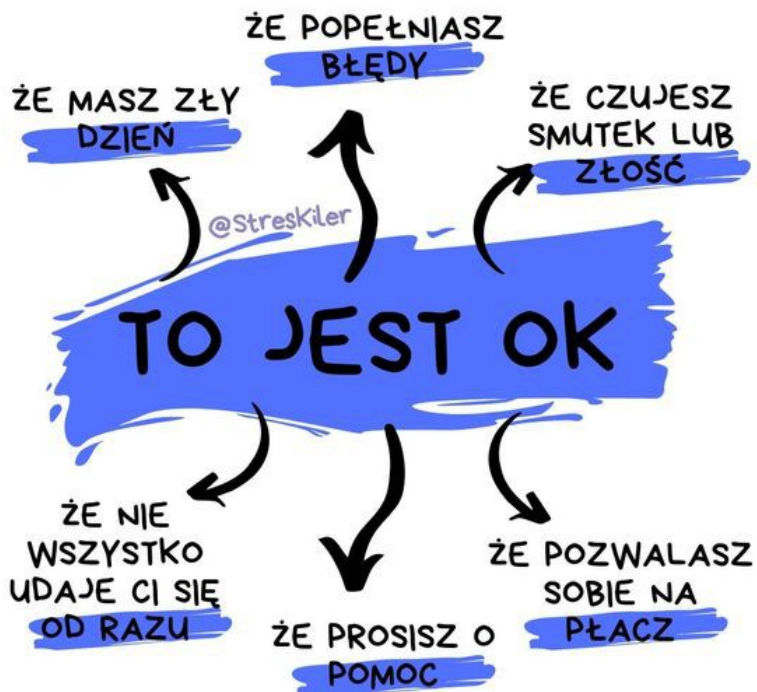 ŻE POPEŁNIASZ
BŁĘDY
ŻE MASZ ZŁY
DZIEŃ
ŻE CZUJESZ
SMUTEK LUB
ZŁOŚĆ
@StresKiler
TO JEST OK
ŻE NIE
WSZYSTKO
UDAJE CI SIĘ
OD RAZU
ŻE PROSISZ O
POMOC
ŻE POZWALASZ
SOBIE NA
PŁACZ